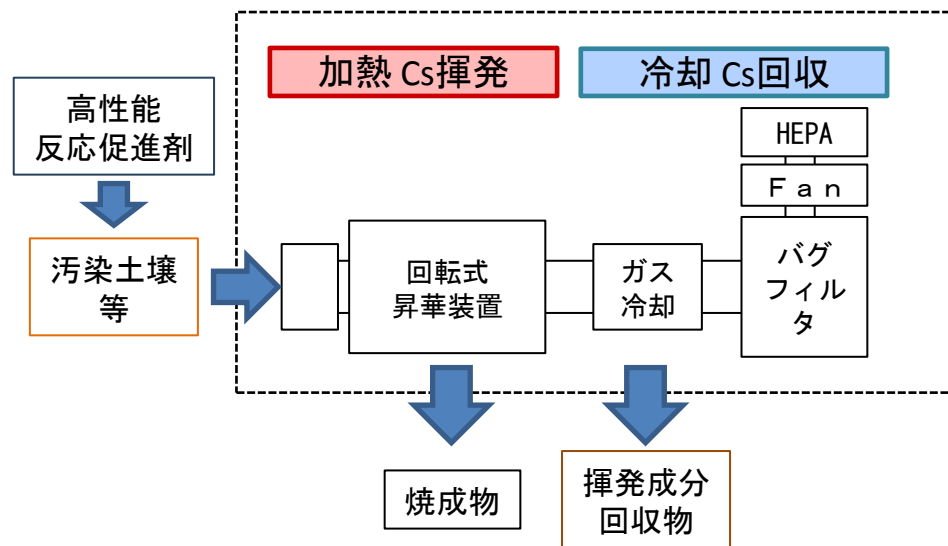 加熱 Cs揮発
冷却 Cs回収
高性能
反応促進剤
HEPA
Ｆａｎ
汚染土壌
等
回転式
昇華装置
ガス
冷却
バグ
フィル
タ
焼成物
揮発成分
回収物